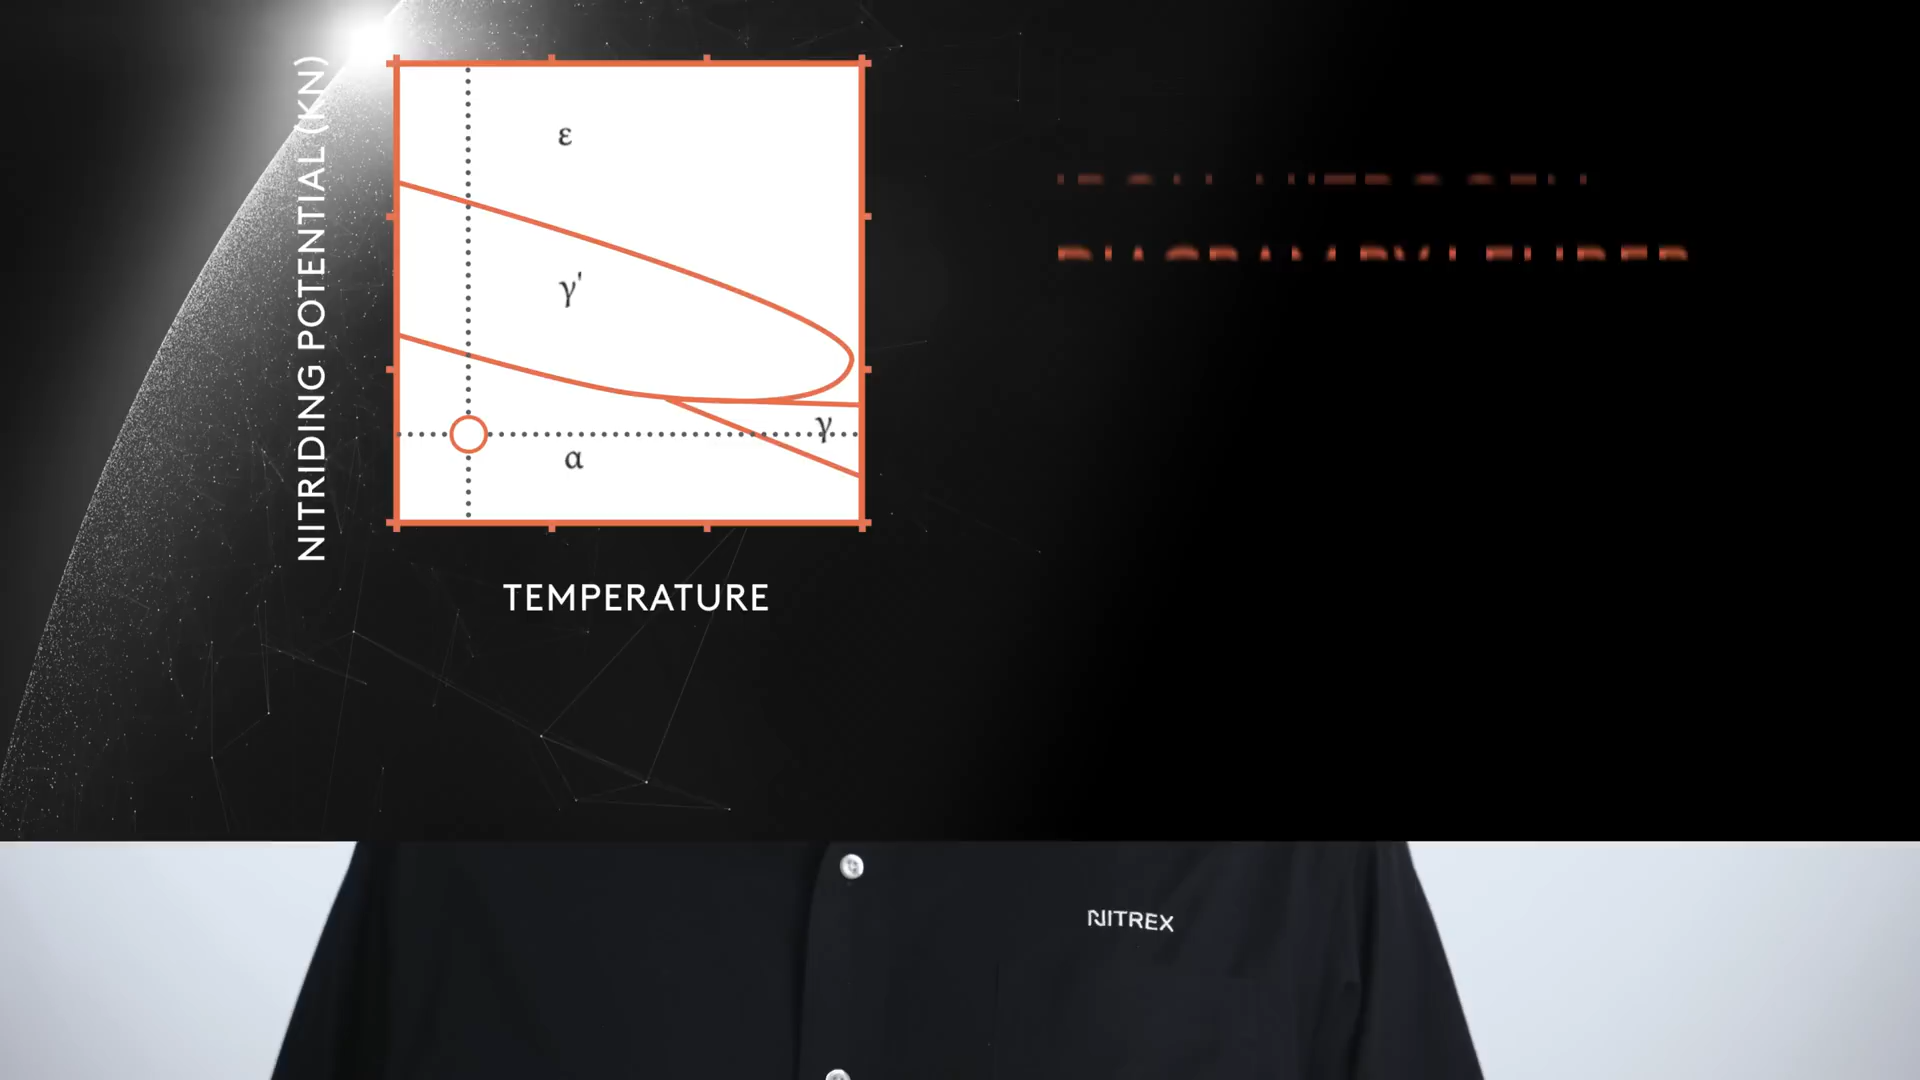 NITRIDING POTENTIAL (KN)
ε
γ'
γ
α
TEMPERATURE
NITREX